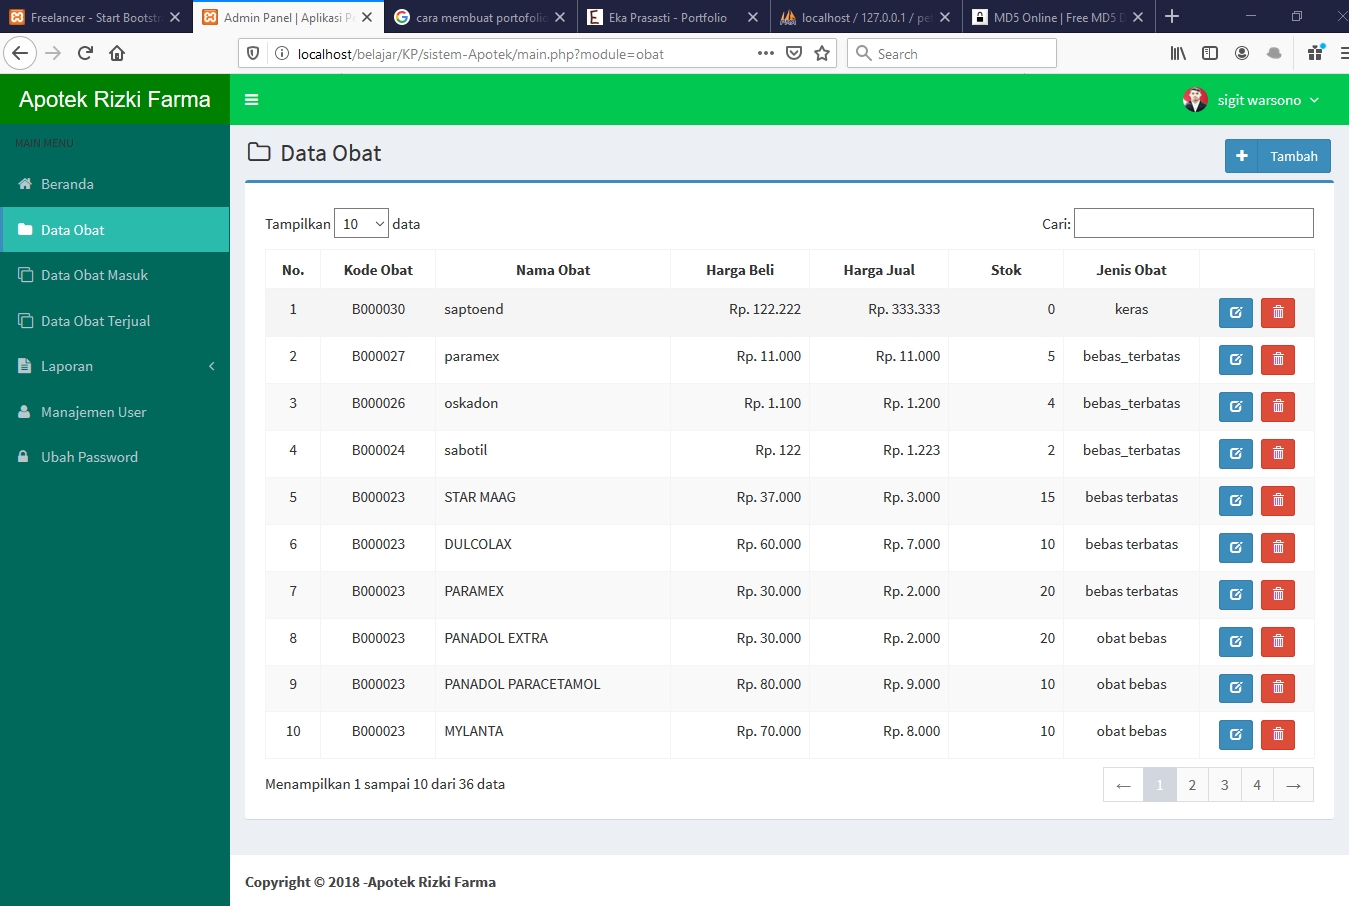 Freelancer - Start Bootstr
Admin Panel | Aplikasi Pe
cara membuat portofolio
Eka Prasasti - Portfolio
localhost / 127.0.0.1 / pe
MD5 Online | Free MD5 D
localhost/belajar/KP/sistem-Apotek/main.php?module=obat
Search
Apotek Rizki Farma
sigit warsono
MAIN MENU
Beranda
Data Obat
Data Obat Masuk
Data Obat Terjual
Laporan
Manajemen User
Ubah Password
Data Obat
Tambah
Tampilkan 10 data
Cari:
No. Kode Obat Nama Obat Harga Beli Harga Jual Stok Jenis Obat
1 B000030 saptoend Rp. 122.222 Rp. 333.333 0 keras
2 B000027 paramex Rp. 11.000 Rp. 11.000 5 bebas_terbatas
3 B000026 oskadon Rp. 1.100 Rp. 1.200 4 bebas_terbatas
4 B000024 sabotil Rp. 122 Rp. 1.223 2 bebas_terbatas
5 B000023 STAR MAAG Rp. 37.000 Rp. 3.000 15 bebas terbatas
6 B000023 DULCOLAX Rp. 60.000 Rp. 7.000 10 bebas terbatas
7 B000023 PARAMEX Rp. 30.000 Rp. 2.000 20 bebas terbatas
8 B000023 PANADOL EXTRA Rp. 30.000 Rp. 2.000 20 obat bebas
9 B000023 PANADOL PARACETAMOL Rp. 80.000 Rp. 9.000 10 obat bebas
10 B000023 MYLANTA Rp. 70.000 Rp. 8.000 10 obat bebas
Menampilkan 1 sampai 10 dari 36 data
← 1 2 3 4 →
Copyright © 2018 -Apotek Rizki Farma